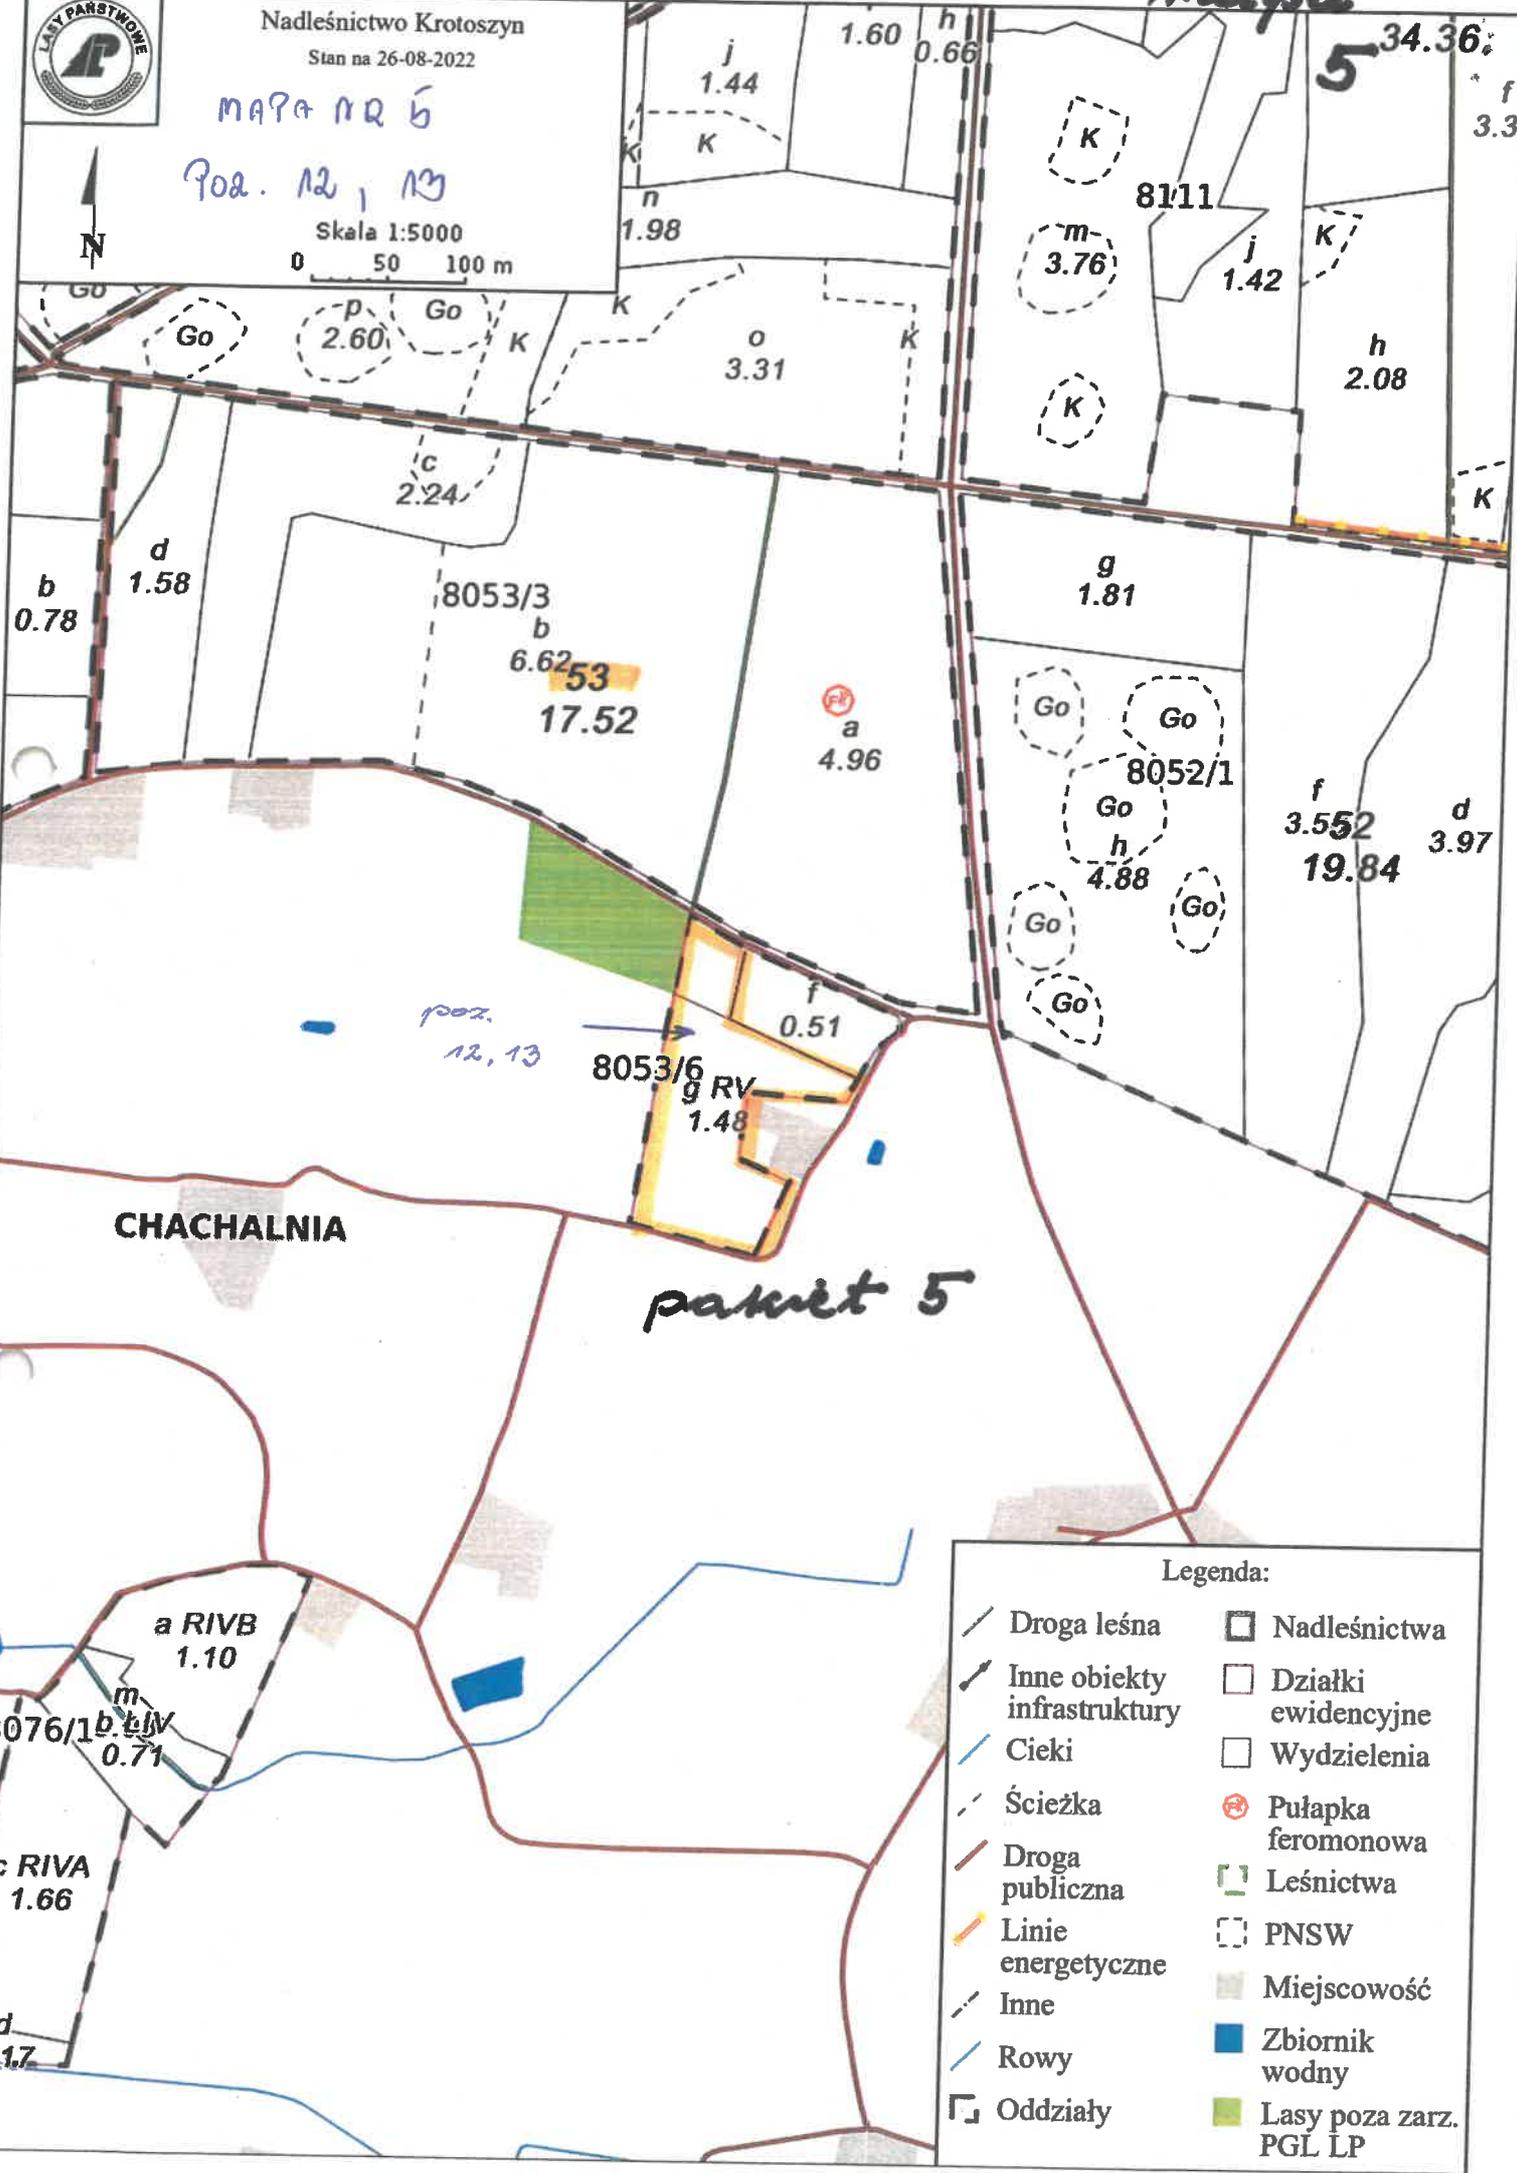 LASY PAŃSTWOWE
Nadleśnictwo Krotoszyn
Stan na 26-08-2022
MAPA NR 5
Poz. 12, 13
N
Skala 1:5000
0 50 100 m
j
1.44
K
K
1.60
h
0.66
5
34.36
f
3.3
n
1.98
K
8111
m
3.76
j
1.42
K
K
h
2.08
K
Go
Go
p
2.60
Go
K
K
o
3.31
K
c
2.24
b
0.78
d
1.58
8053/3
b
6.62
53
17.52
a
4.96
g
1.81
Go
Go
8052/1
Go
h
4.88
Go
Go
Go
f
3.55
52
19.84
d
3.97
f
0.51
poz.
12, 13
8053/6
g RV
1.48
CHACHALNIA
pakiet 5
a RIVB
1.10
m
076/1
b ŁIV
0.71
c RIVA
1.66
d
17
Legenda:
Droga leśna
Inne obiekty
infrastruktury
Cieki
Ścieżka
Droga
publiczna
Linie
energetyczne
Inne
Rowy
Oddziały
Nadleśnictwa
Działki
ewidencyjne
Wydzielenia
Pułapka
feromonowa
Leśnictwa
PNSW
Miejscowość
Zbiornik
wodny
Lasy poza zarz.
PGL LP